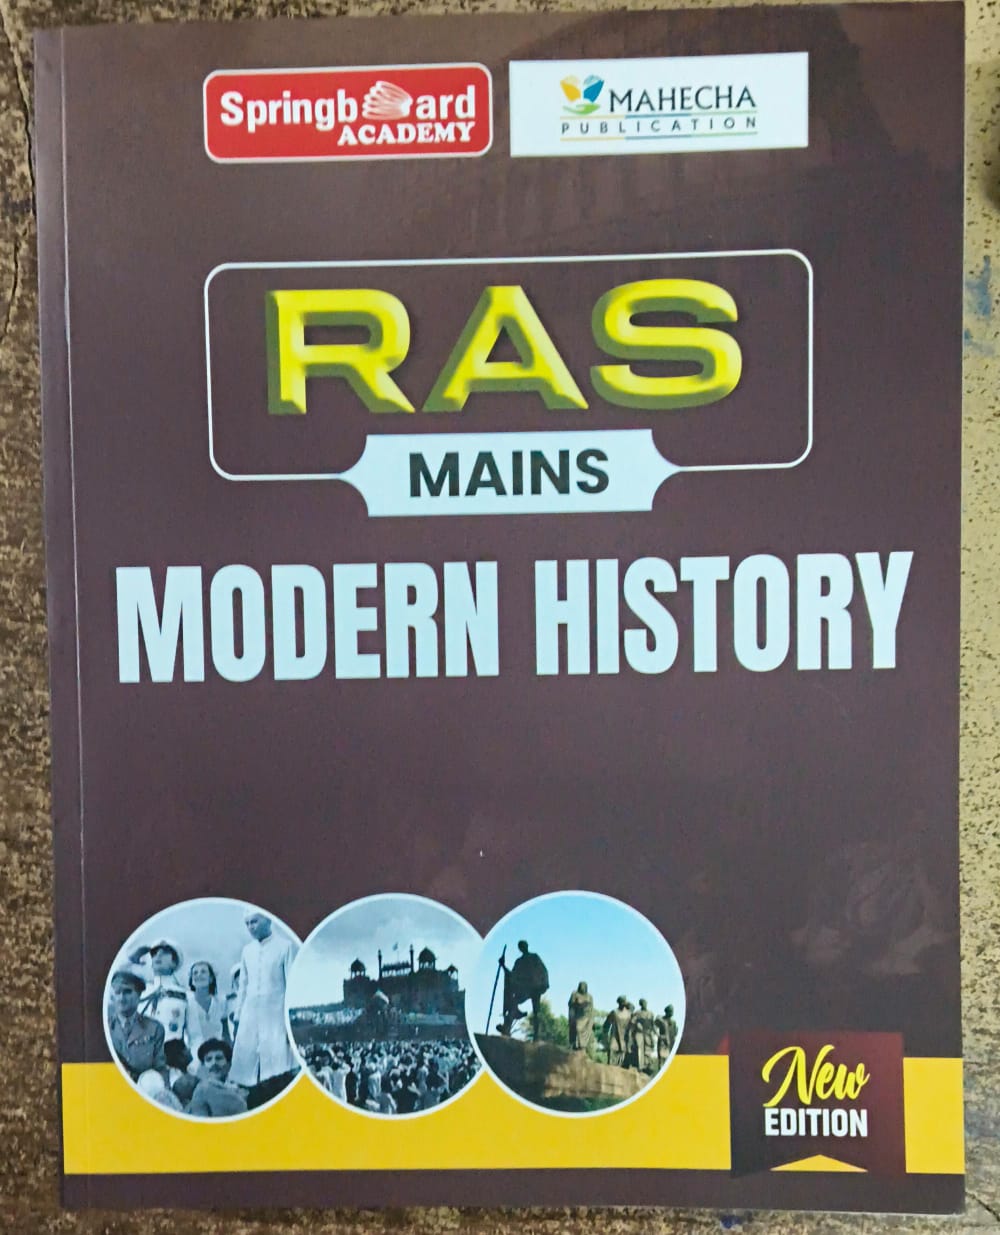 Springboard
ACADEMY
MAHECHA
PUBLICATION
RAS
MAINS
MODERN HISTORY
New
EDITION